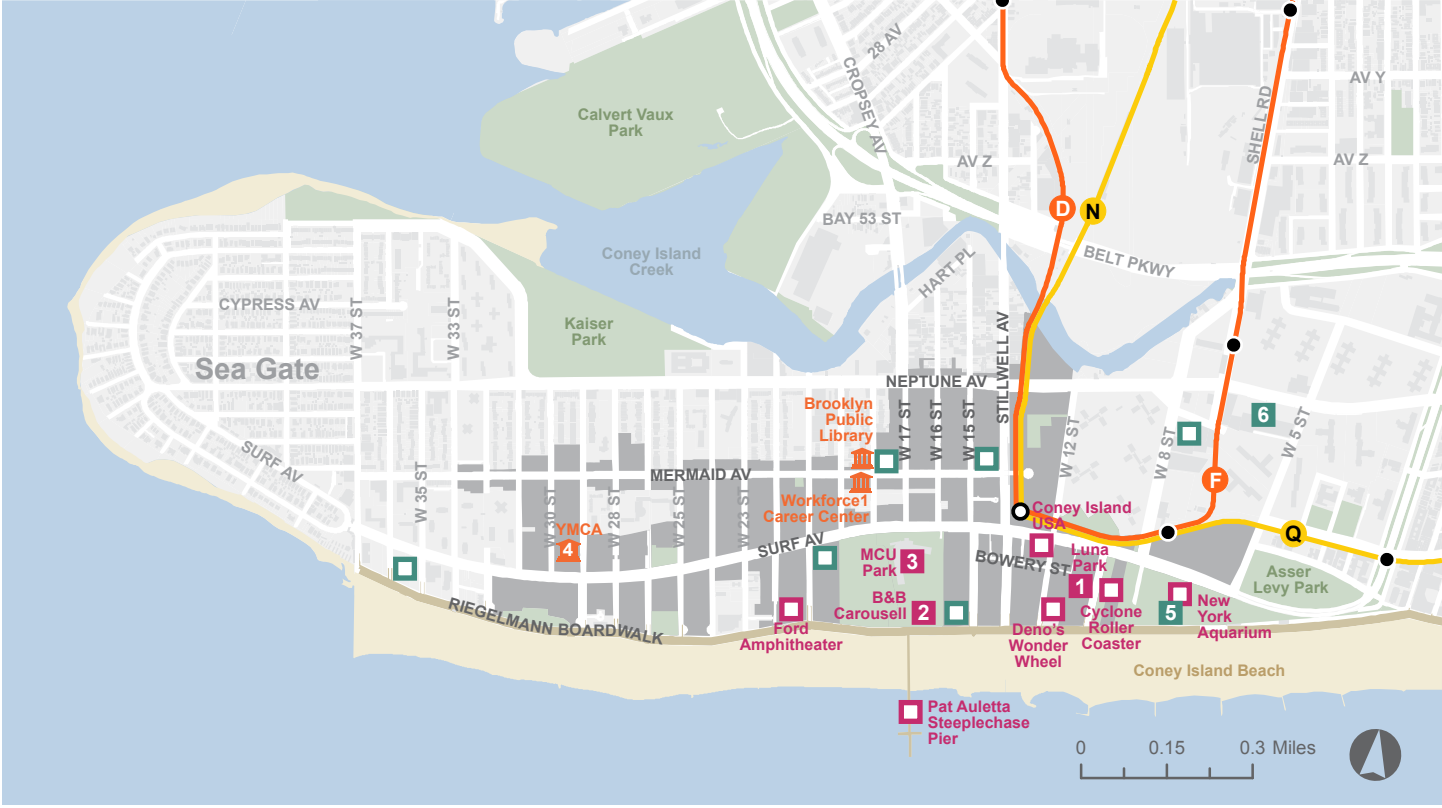 28 AV
CROPSEY AV
AV Y
SHELL RD
Calvert Vaux
Park
AV Z
AV Z
D
N
BAY 53 ST
Coney Island
Creek
HART PL
BELT PKWY
CYPRESS AV
W 37 ST
W 33 ST
Kaiser
Park
STILLWELL AV
Sea Gate
NEPTUNE AV
Brooklyn
Public
Library
W 17 ST
W 16 ST
W 15 ST
W 12 ST
W 8 ST
6
W 5 ST
SURF AV
MERMAID AV
W 35 ST
F
W 30 ST
W 28 ST
W 25 ST
W 23 ST
Workforce1
Career Center
Coney Island
USA
YMCA
4
SURF AV
Q
MCU
Park
3
BOWERY ST
Luna
Park
1
Asser
Levy Park
RIEGELMANN BOARDWALK
B&B
Carousell
2
5
New
York
Aquarium
Ford
Amphitheater
Deno's
Wonder
Wheel
Cyclone
Roller
Coaster
Coney Island Beach
Pat Auletta
Steeplechase
Pier
0 0.15 0.3 Miles